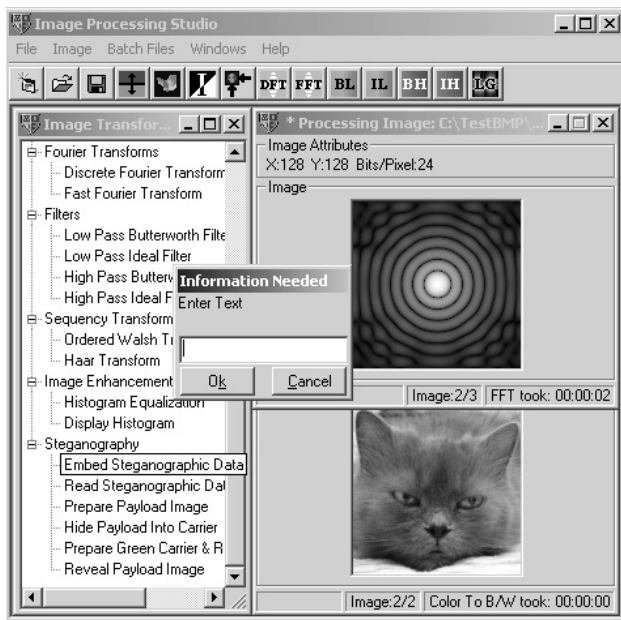 Image Processing Studio
File Image Batch Files Windows Help
DFT FFT BL IL BH IH LG
Image Transfor...
Fourier Transforms
Discrete Fourier Transform
Fast Fourier Transform
Filters
Low Pass Butterworth Filte
Low Pass Ideal Filter
High Pass Butterw
High Pass Ideal F
Sequency Transform
Ordered Walsh Tr
Haar Transform
Image Enhancement
Histogram Equalization
Display Histogram
Steganography
Embed Steganographic Data
Read Steganographic Dat
Prepare Payload Image
Hide Payload Into Carrier
Prepare Green Carrier & R
Reveal Payload Image
* Processing Image: C:\TestBMP\...
Image Attributes
X:128 Y:128 Bits/Pixel:24
Image
Information Needed
Enter Text
Ok Cancel
Image:2/3 FFT took: 00:00:02
Image:2/2 Color To B/W took: 00:00:00